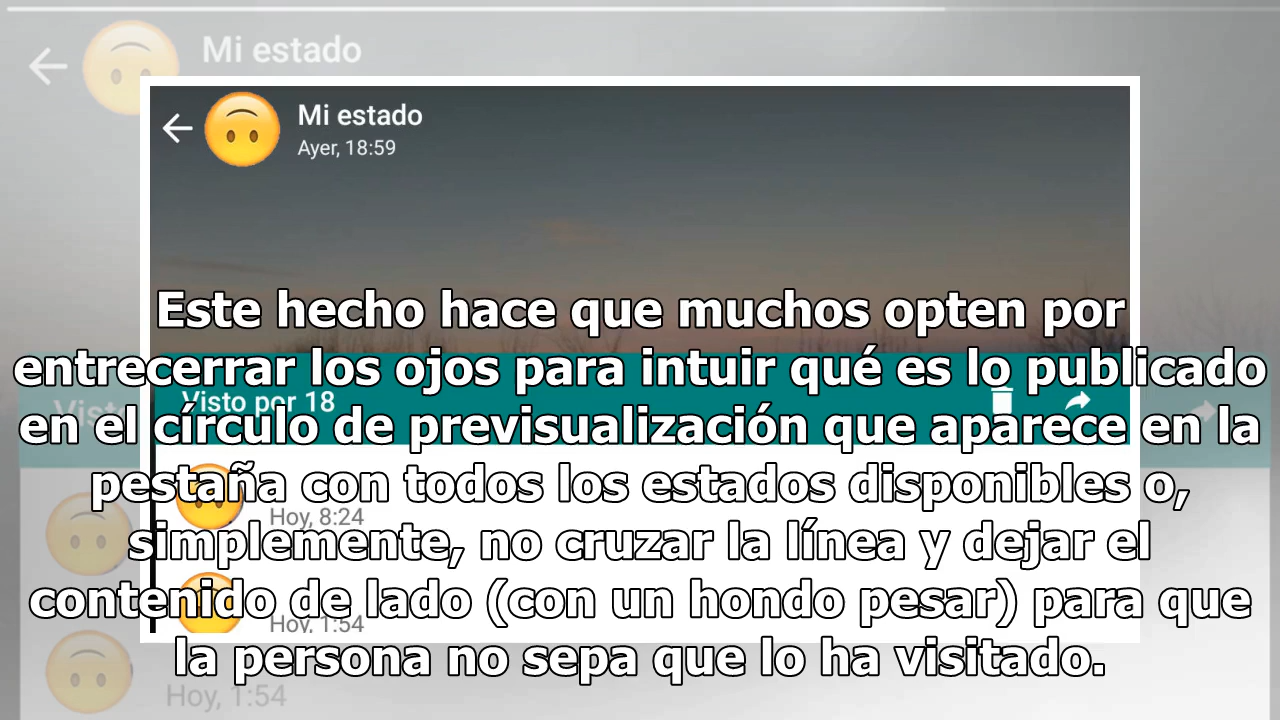 Mi estado
Mi estado
Ayer, 18:59
Este hecho hace que muchos opten por
entrecerrar los ojos para intuir qué es lo publicado
Visto por 18
en el círculo de previsualización que aparece en la
pestaña con todos los estados disponibles o,
Hoy, 8:24
simplemente, no cruzar la línea y dejar el
contenido de lado (con un hondo pesar) para que
Hoy, 1:54
la persona no sepa que lo ha visitado.
Hoy, 1:54